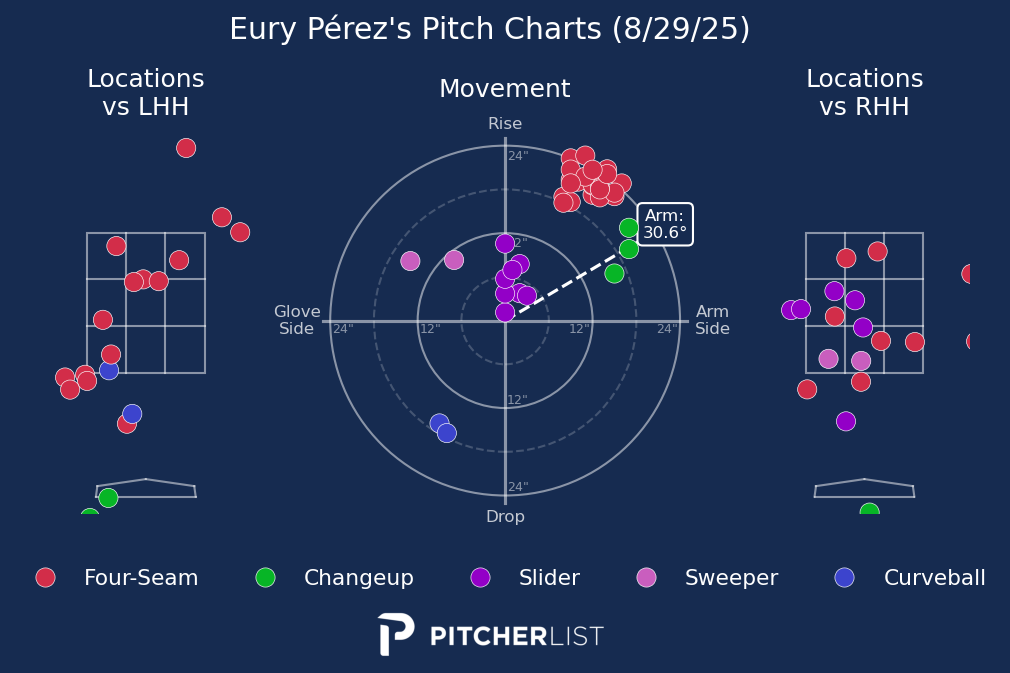 Eury Pérez's Pitch Charts (8/29/25)
Locations
vs LHH
Movement
Locations
vs RHH
Rise
24"
Arm:
30.6°
2"
Glove
Side
24"
12"
12"
24"
Arm
Side
12"
24"
Drop
Four-Seam
Changeup
Slider
Sweeper
Curveball
PITCHERLIST